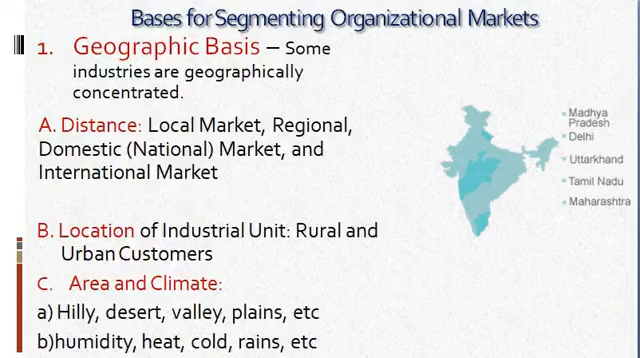 Bases for Segmenting Organizational Markets
1. Geographic Basis – Some
industries are geographically
concentrated.
A. Distance: Local Market, Regional,
Domestic (National) Market, and
International Market
B. Location of Industrial Unit: Rural and
Urban Customers
C. Area and Climate:
a) Hilly, desert, valley, plains, etc
b)humidity, heat, cold, rains, etc
Madhya
Pradesh
Delhi
Uttarkhand
Tamil Nadu
Maharashtra